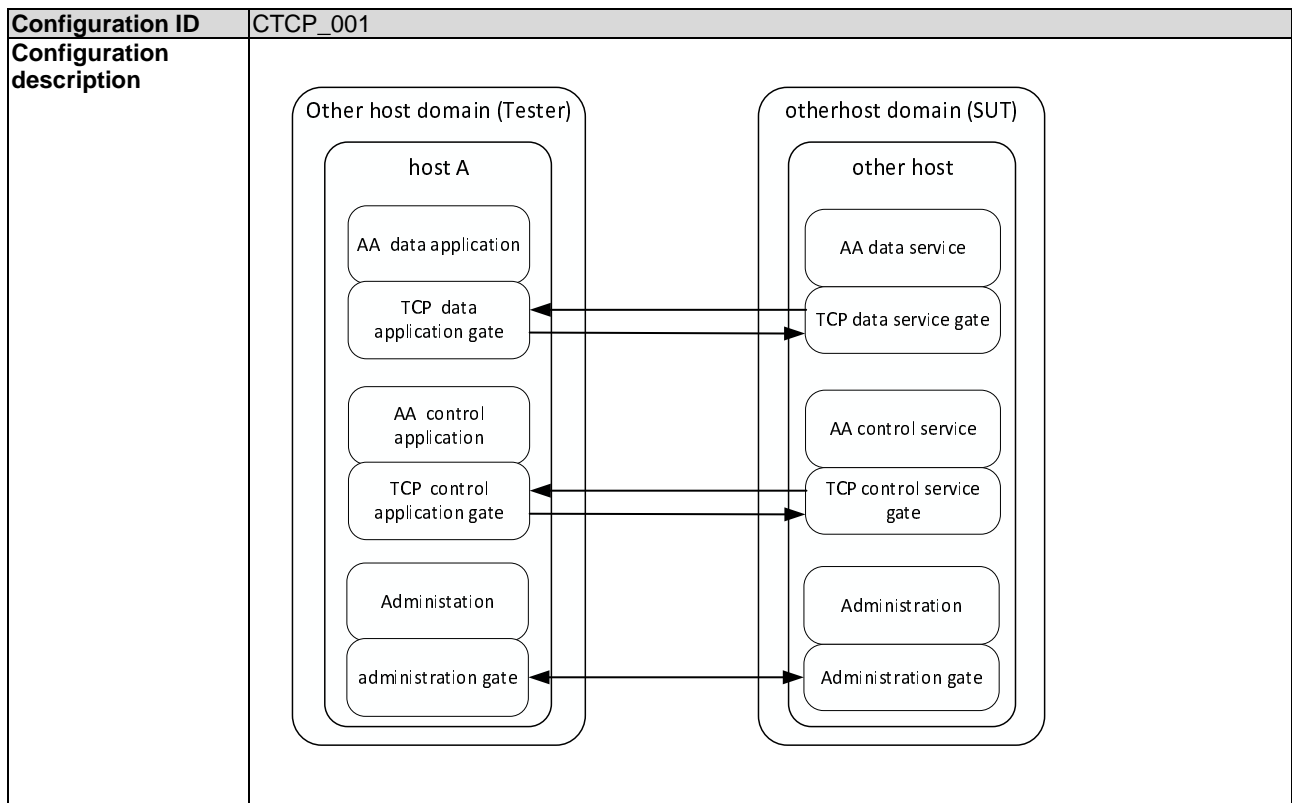 Configuration ID CTCP_001
Configuration
description
Other host domain (Tester)
host A
AA data application
TCP data
application gate
AA control
application
TCP control
application gate
Administation
administration gate
otherhost domain (SUT)
other host
AA data service
TCP data service gate
AA control service
TCP control service
gate
Administration
Administration gate